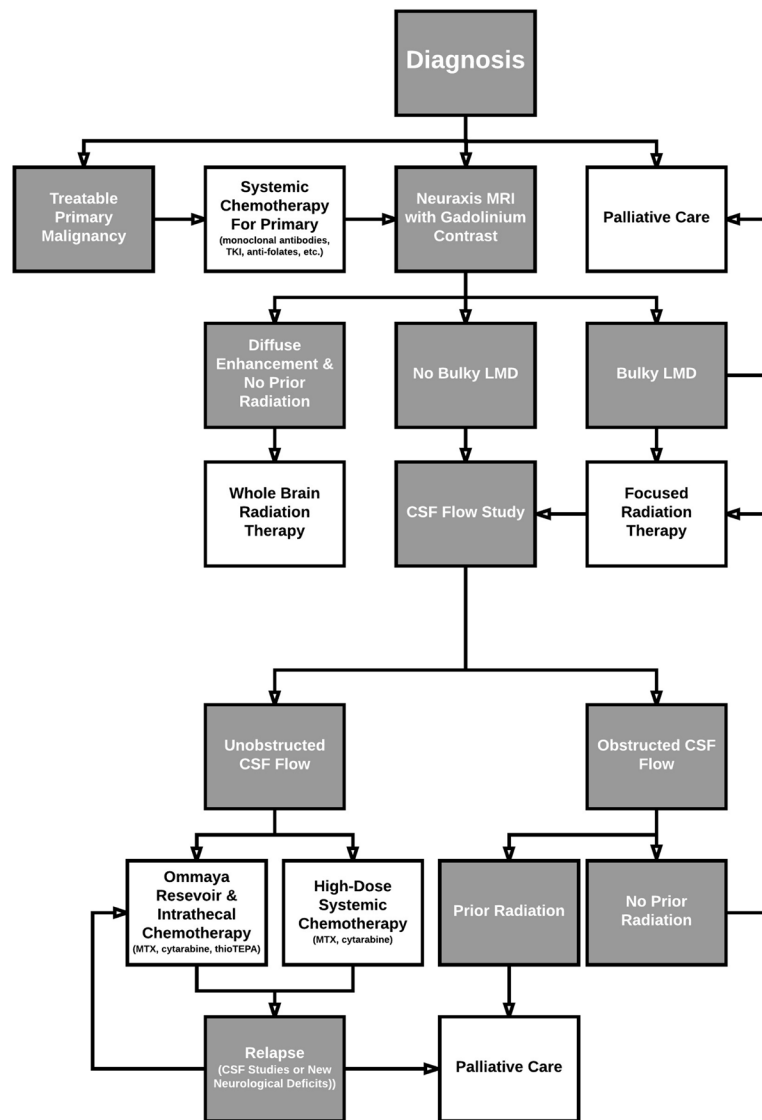 Diagnosis
Treatable
Primary
Malignancy
Systemic
Chemotherapy
For Primary
(monoclonal antibodies,
TKI, anti-folates, etc.)
Neuraxis MRI
with Gadolinium
Contrast
Palliative Care
Diffuse
Enhancement &
No Prior
Radiation
No Bulky LMD
Bulky LMD
Whole Brain
Radiation
Therapy
CSF Flow Study
Focused
Radiation
Therapy
Unobstructed
CSF Flow
Obstructed CSF
Flow
Ommaya
Resevoir &
Intrathecal
Chemotherapy
(MTX, cytarabine, thioTEPA)
High-Dose
Systemic
Chemotherapy
(MTX, cytarabine)
Prior Radiation
No Prior
Radiation
Relapse
(CSF Studies or New
Neurological Deficits))
Palliative Care